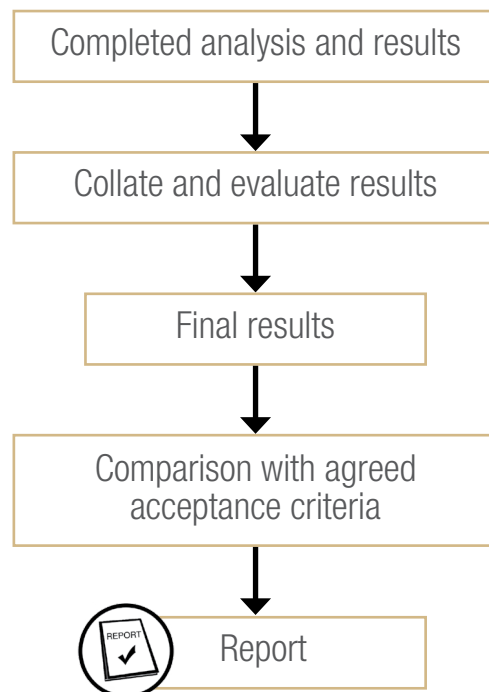 Completed analysis and results
Collate and evaluate results
Final results
Comparison with agreed
acceptance criteria
REPORT
Report